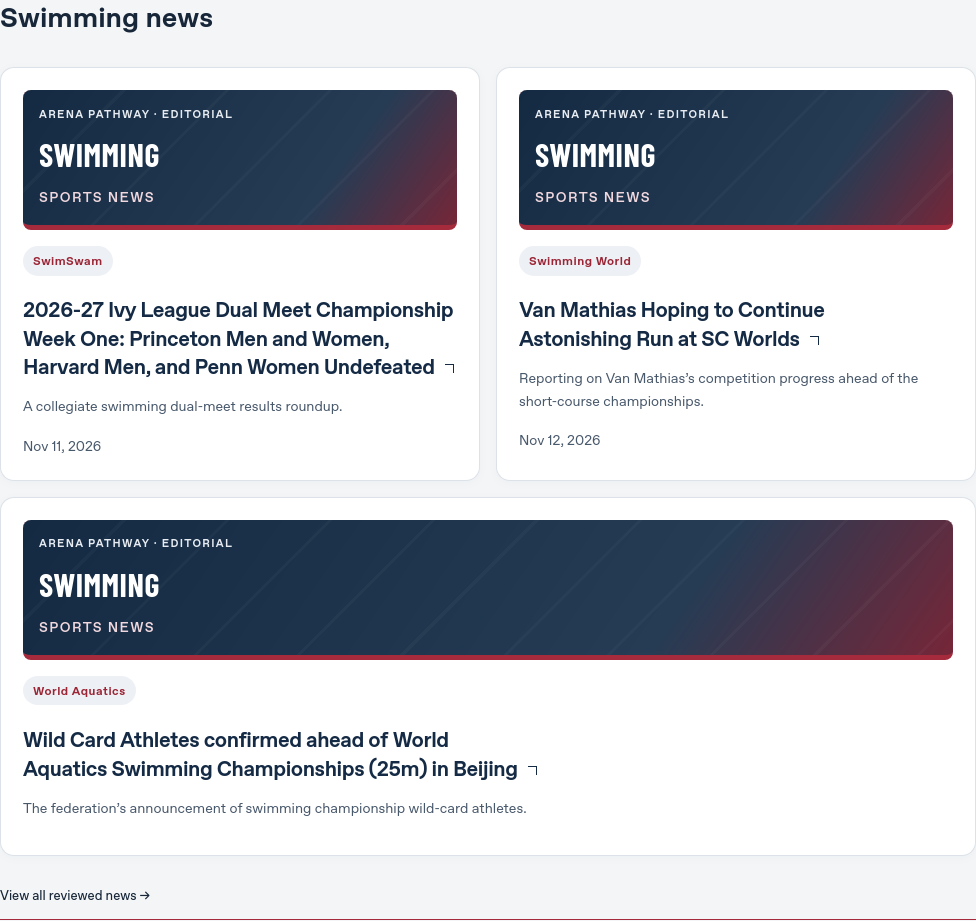 Swimming news
ARENA PATHWAY · EDITORIAL
SWIMMING
SPORTS NEWS
SwimSwam
2026-27 Ivy League Dual Meet Championship
Week One: Princeton Men and Women,
Harvard Men, and Penn Women Undefeated
A collegiate swimming dual-meet results roundup.
Nov 11, 2026
ARENA PATHWAY · EDITORIAL
SWIMMING
SPORTS NEWS
Swimming World
Van Mathias Hoping to Continue
Astonishing Run at SC Worlds
Reporting on Van Mathias’s competition progress ahead of the
short-course championships.
Nov 12, 2026
ARENA PATHWAY · EDITORIAL
SWIMMING
SPORTS NEWS
World Aquatics
Wild Card Athletes confirmed ahead of World
Aquatics Swimming Championships (25m) in Beijing
The federation’s announcement of swimming championship wild-card athletes.
View all reviewed news →